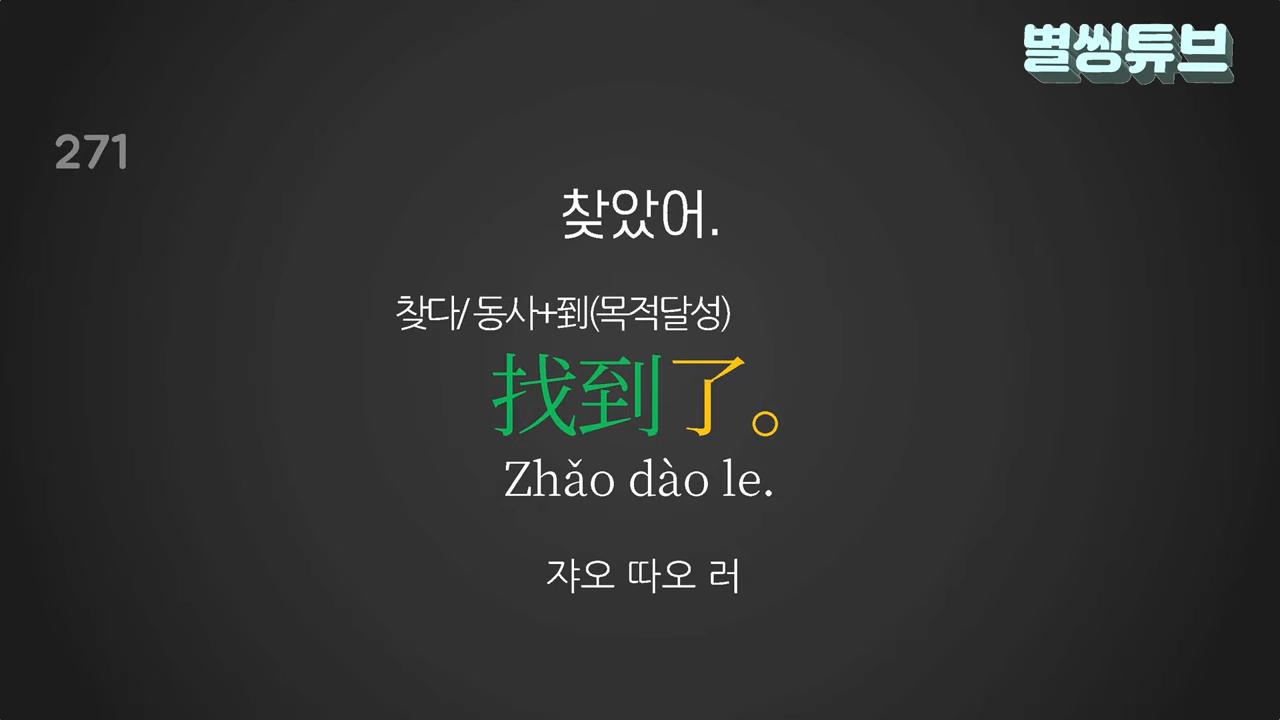 별씽튜브
271
찾았어.
찾다/ 동사+到(목적달성)
找到了。
Zhǎo dào le.
쟈오 따오 러